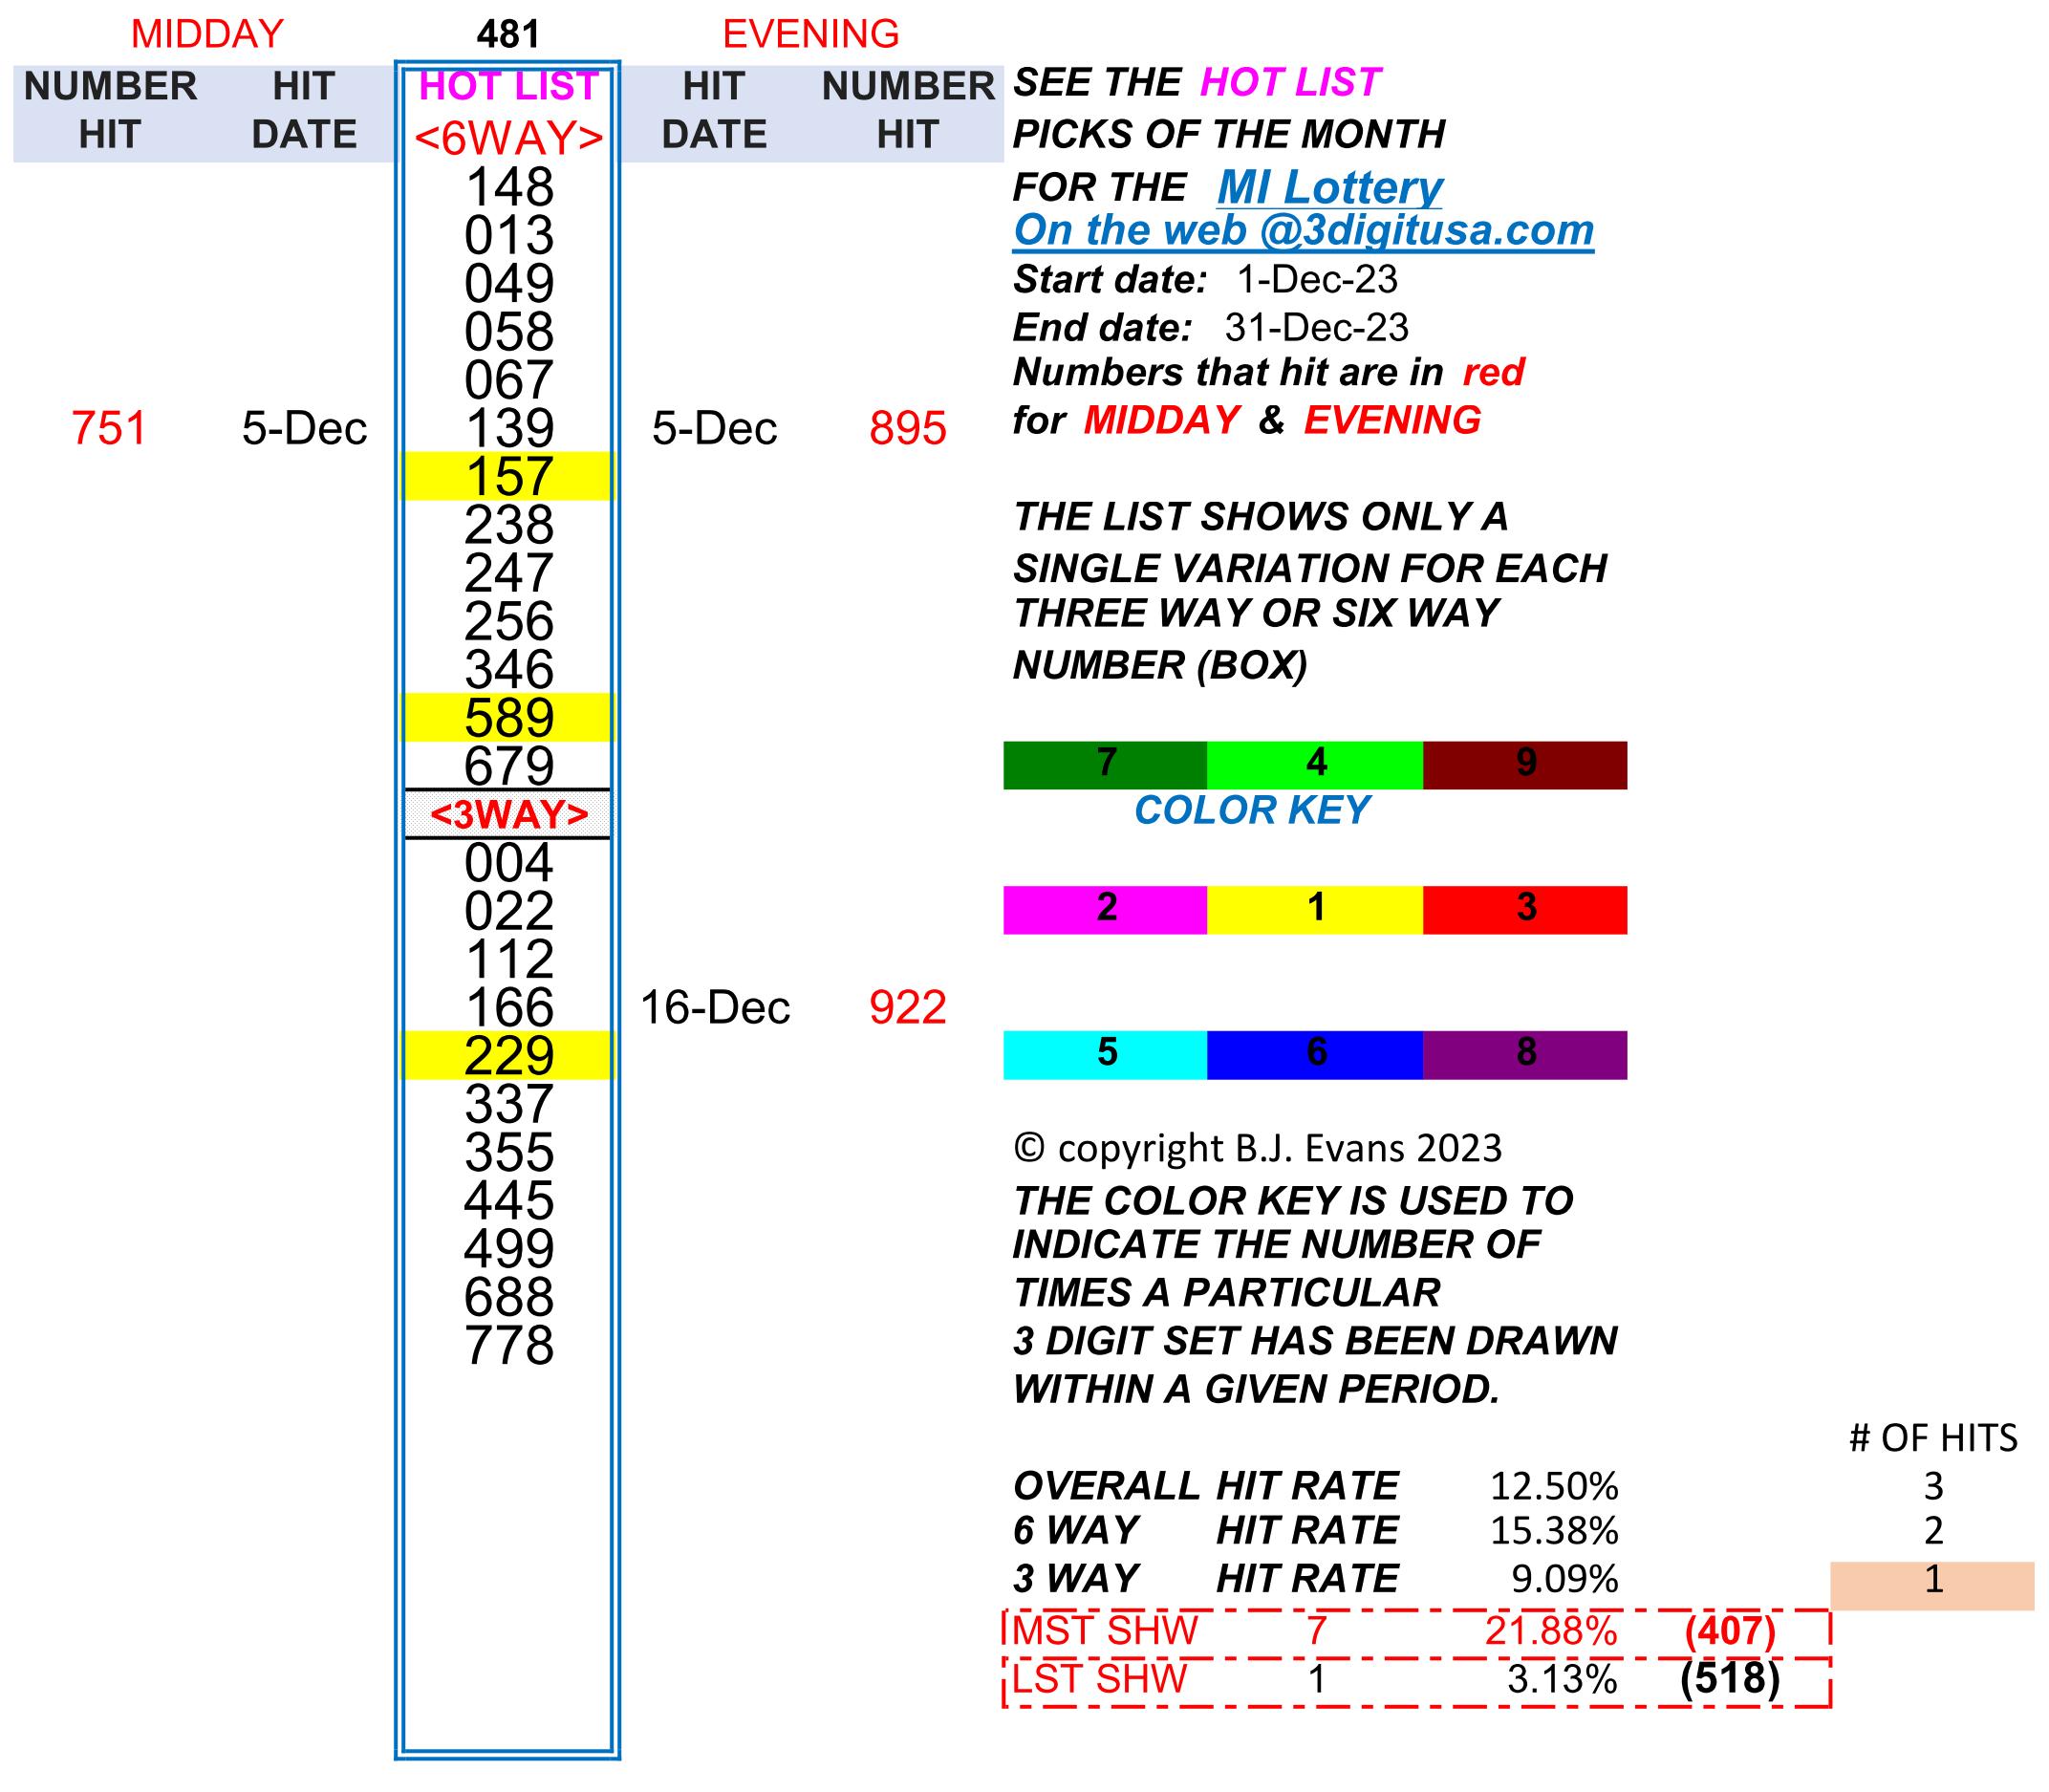 MIDDAY 481 EVENING
NUMBER HIT HOT LIST HIT NUMBER
HIT DATE <6WAY> DATE HIT
148
013
049
058
067
751 5-Dec 139 5-Dec 895
157
238
247
256
346
589
679
<3WAY>
004
022
112
166 16-Dec 922
229
337
355
445
499
688
778
SEE THE HOT LIST
PICKS OF THE MONTH
FOR THE MI Lottery
On the web @3digitusa.com
Start date: 1-Dec-23
End date: 31-Dec-23
Numbers that hit are in red
for MIDDAY & EVENING
THE LIST SHOWS ONLY A
SINGLE VARIATION FOR EACH
THREE WAY OR SIX WAY
NUMBER (BOX)
7 4 9
COLOR KEY
2 1 3
5 6 8
© copyright B.J. Evans 2023
THE COLOR KEY IS USED TO
INDICATE THE NUMBER OF
TIMES A PARTICULAR
3 DIGIT SET HAS BEEN DRAWN
WITHIN A GIVEN PERIOD.
# OF HITS
OVERALL HIT RATE 12.50% 3
6 WAY HIT RATE 15.38% 2
3 WAY HIT RATE 9.09% 1
MST SHW 7 21.88% (407)
LST SHW 1 3.13% (518)